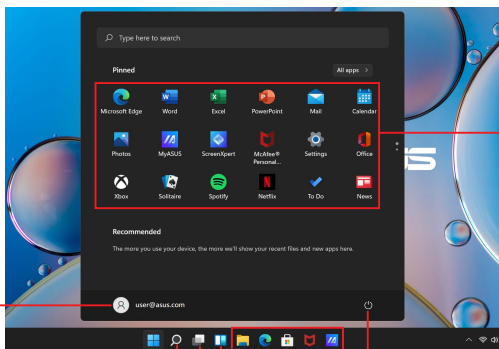 Type here to search
Pinned
All apps >
Microsoft Edge
Word
Excel
PowerPoint
Mail
Calendar
Photos
MyASUS
ScreenXpert
McAfee®
Personal...
Settings
Office
Xbox
Solitaire
Spotify
Netflix
To Do
News
Recommended
The more you use your device, the more we'll show your recent files and new apps here.
user@asus.com